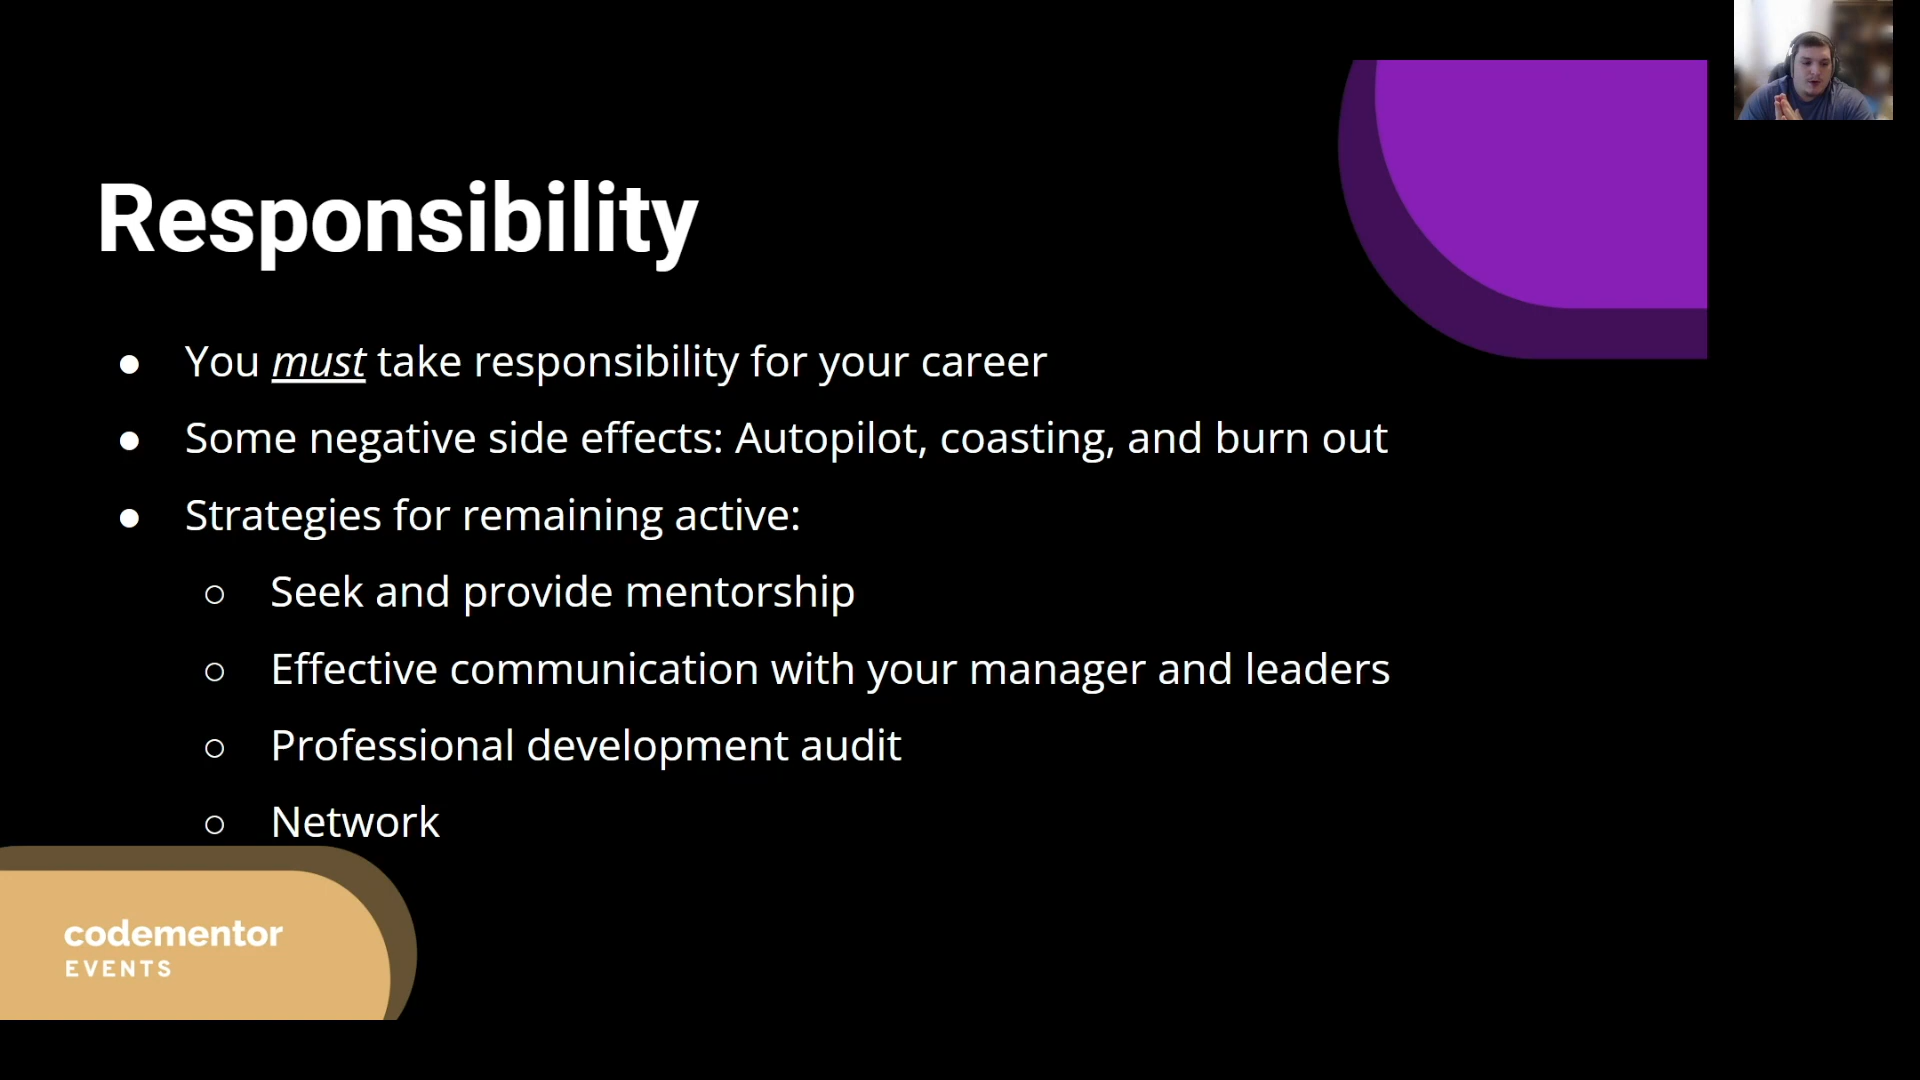 Responsibility
● You must take responsibility for your career
● Some negative side effects: Autopilot, coasting, and burn out
● Strategies for remaining active:
○ Seek and provide mentorship
○ Effective communication with your manager and leaders
○ Professional development audit
○ Network
codementor
EVENTS